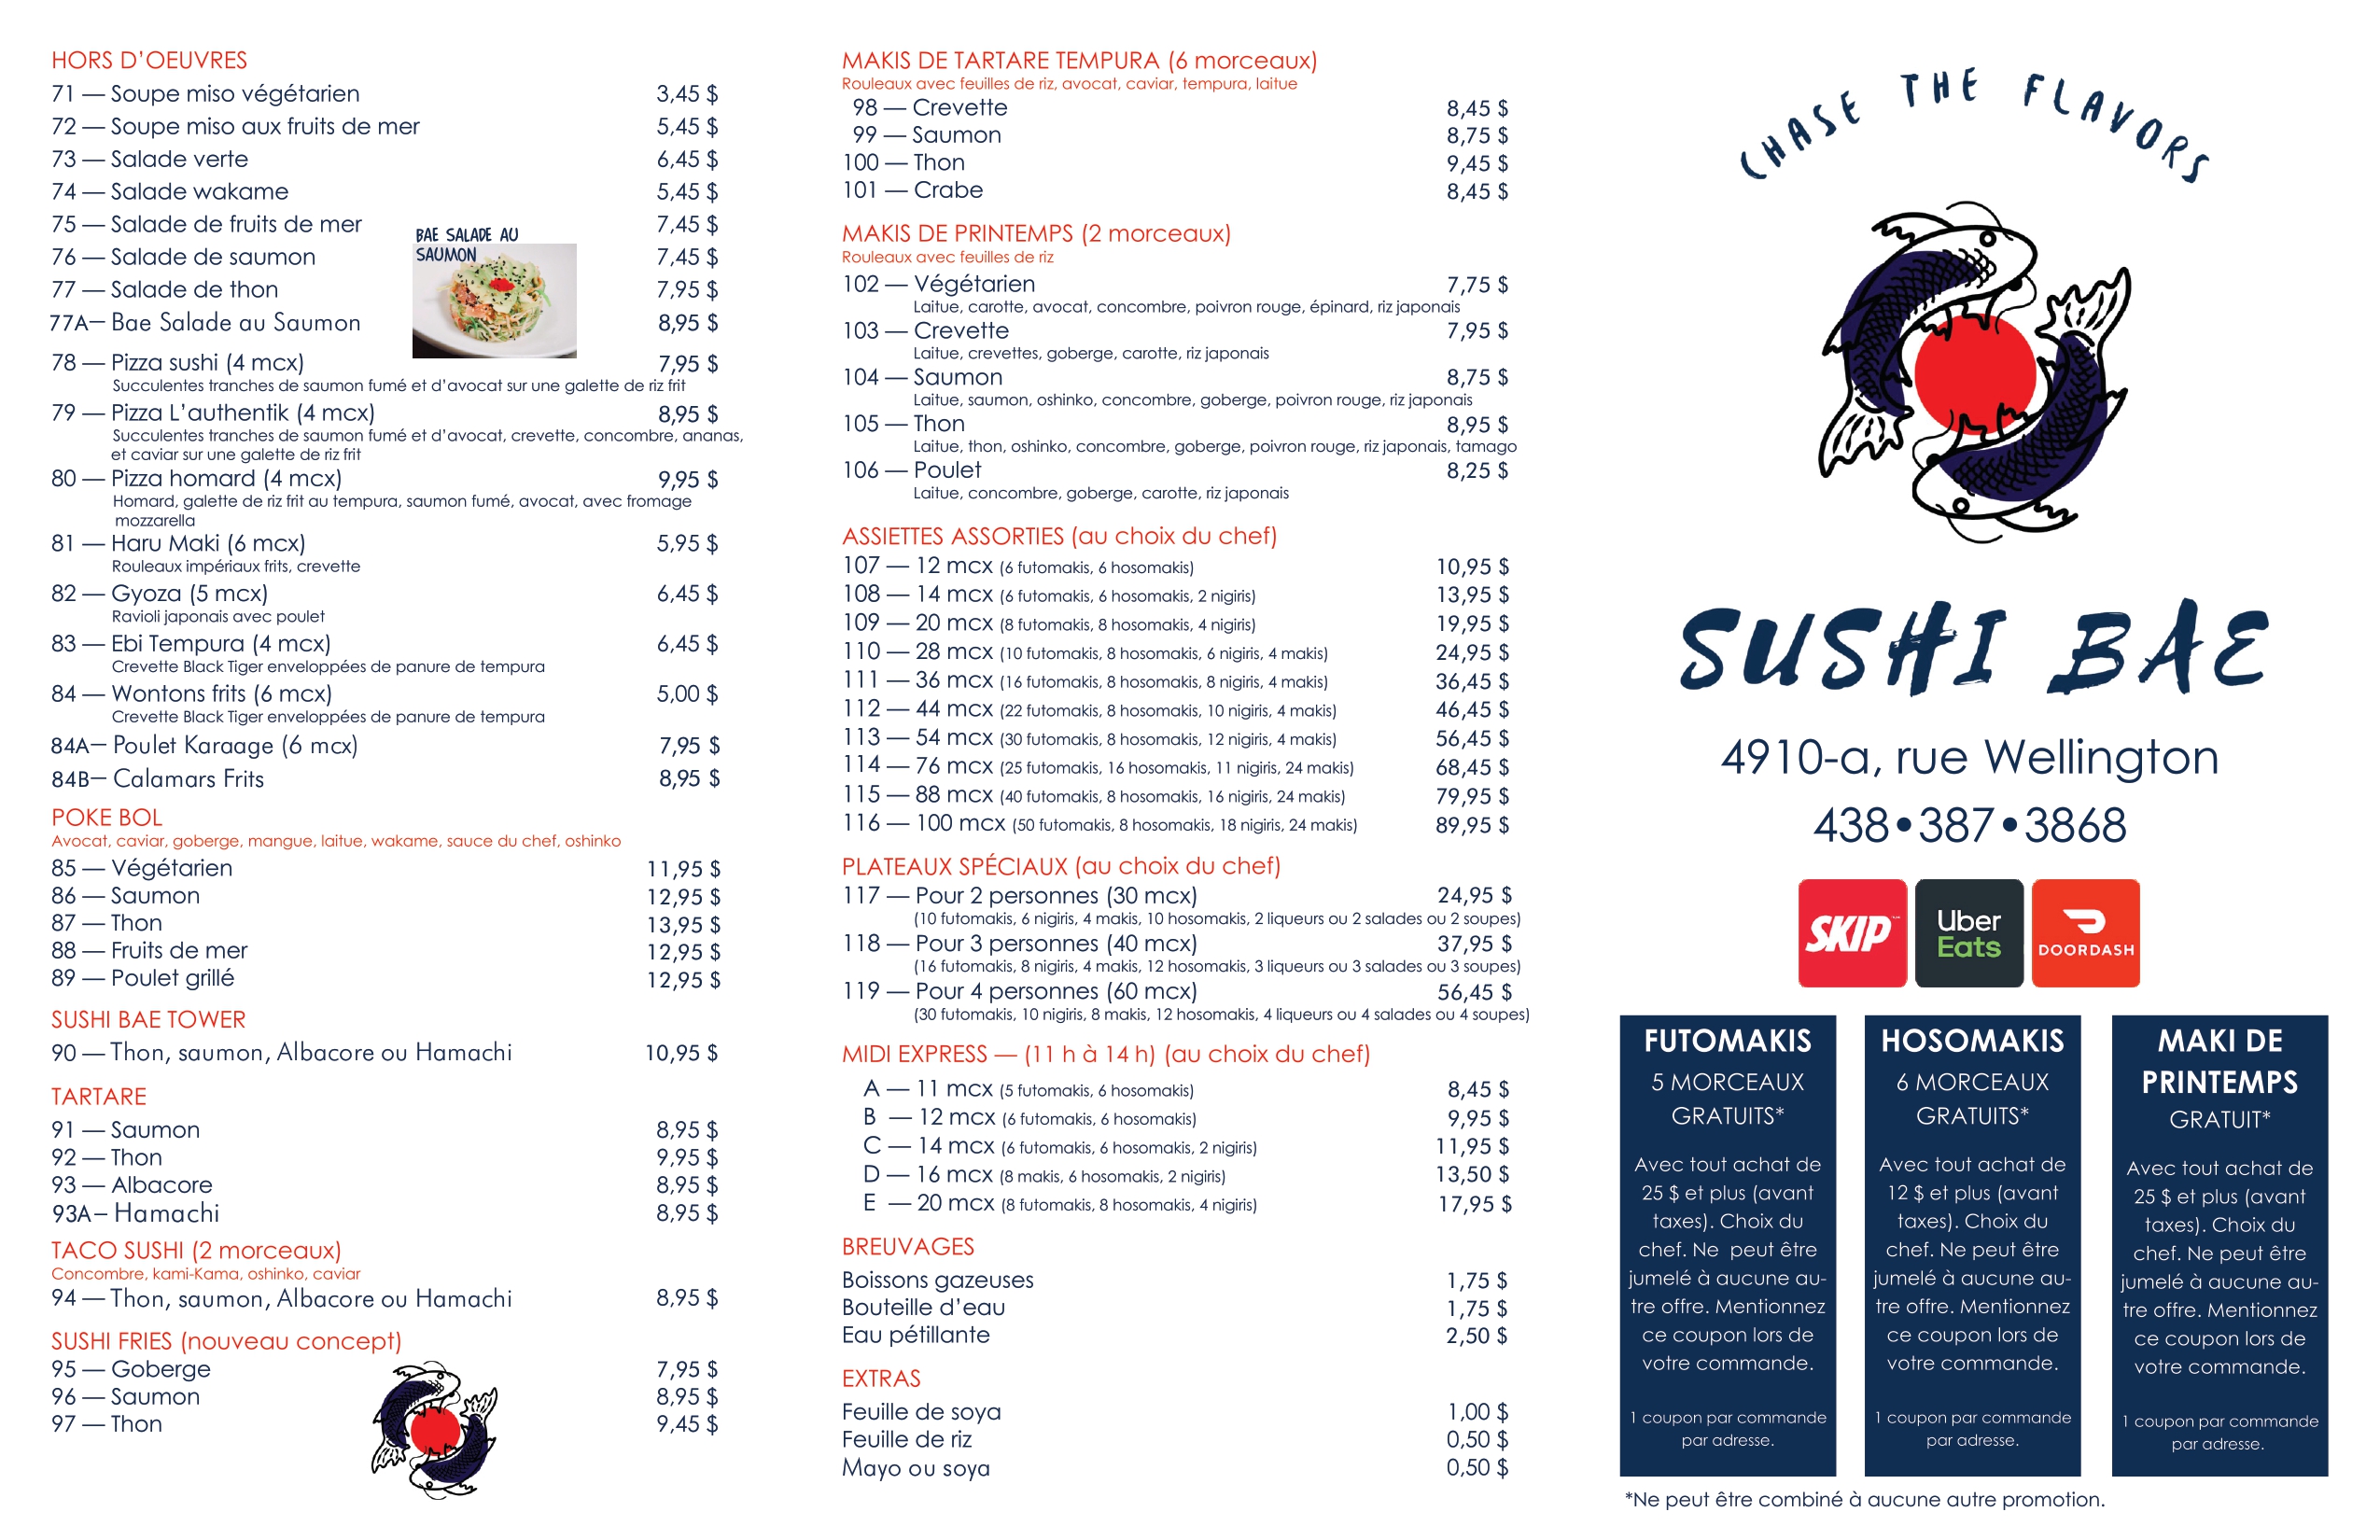 HORS D'OEUVRES
71 — Soupe miso végétarien 3,45 $
72 — Soupe miso aux fruits de mer 5,45 $
73 — Salade verte 6,45 $
74 — Salade wakame 5,45 $
75 — Salade de fruits de mer 7,45 $
76 — Salade de saumon 7,45 $
77 — Salade de thon 7,95 $
77A— Bae Salade au Saumon 8,95 $
BAE SALADE AU
SAUMON
78 — Pizza sushi (4 mcx) 7,95 $
Succulentes tranches de saumon fumé et d'avocat sur une galette de riz frit
79 — Pizza L'authentik (4 mcx) 8,95 $
Succulentes tranches de saumon fumé et d'avocat, crevette, concombre, ananas,
et caviar sur une galette de riz frit
80 — Pizza homard (4 mcx) 9,95 $
Homard, galette de riz frit au tempura, saumon fumé, avocat, avec fromage
mozzarella
81 — Haru Maki (6 mcx) 5,95 $
Rouleaux impériaux frits, crevette
82 — Gyoza (5 mcx) 6,45 $
Ravioli japonais avec poulet
83 — Ebi Tempura (4 mcx) 6,45 $
Crevette Black Tiger enveloppées de panure de tempura
84 — Wontons frits (6 mcx) 5,00 $
Crevette Black Tiger enveloppées de panure de tempura
84A— Poulet Karaage (6 mcx) 7,95 $
84B— Calamars Frits 8,95 $
POKE BOL
Avocat, caviar, goberge, mangue, laitue, wakame, sauce du chef, oshinko
85 — Végétarien 11,95 $
86 — Saumon 12,95 $
87 — Thon 13,95 $
88 — Fruits de mer 12,95 $
89 — Poulet grillé 12,95 $
SUSHI BAE TOWER
90 — Thon, saumon, Albacore ou Hamachi 10,95 $
TARTARE
91 — Saumon 8,95 $
92 — Thon 9,95 $
93 — Albacore 8,95 $
93A— Hamachi 8,95 $
TACO SUSHI (2 morceaux)
Concombre, kami-Kama, oshinko, caviar
94 — Thon, saumon, Albacore ou Hamachi 8,95 $
SUSHI FRIES (nouveau concept)
95 — Goberge 7,95 $
96 — Saumon 8,95 $
97 — Thon 9,45 $
MAKIS DE TARTARE TEMPURA (6 morceaux)
Rouleaux avec feuilles de riz, avocat, caviar, tempura, laitue
98 — Crevette 8,45 $
99 — Saumon 8,75 $
100 — Thon 9,45 $
101 — Crabe 8,45 $
MAKIS DE PRINTEMPS (2 morceaux)
Rouleaux avec feuilles de riz
102 — Végétarien 7,75 $
Laitue, carotte, avocat, concombre, poivron rouge, épinard, riz japonais
103 — Crevette 7,95 $
Laitue, crevettes, goberge, carotte, riz japonais
104 — Saumon 8,75 $
Laitue, saumon, oshinko, concombre, goberge, poivron rouge, riz japonais
105 — Thon 8,95 $
Laitue, thon, oshinko, concombre, goberge, poivron rouge, riz japonais, tamago
106 — Poulet 8,25 $
Laitue, concombre, goberge, carotte, riz japonais
ASSIETTES ASSORTIES (au choix du chef)
107 — 12 mcx (6 futomakis, 6 hosomakis) 10,95 $
108 — 14 mcx (6 futomakis, 6 hosomakis, 2 nigiris) 13,95 $
109 — 20 mcx (8 futomakis, 8 hosomakis, 4 nigiris) 19,95 $
110 — 28 mcx (10 futomakis, 8 hosomakis, 6 nigiris, 4 makis) 24,95 $
111 — 36 mcx (16 futomakis, 8 hosomakis, 8 nigiris, 4 makis) 36,45 $
112 — 44 mcx (22 futomakis, 8 hosomakis, 10 nigiris, 4 makis) 46,45 $
113 — 54 mcx (30 futomakis, 8 hosomakis, 12 nigiris, 4 makis) 56,45 $
114 — 76 mcx (25 futomakis, 16 hosomakis, 11 nigiris, 24 makis) 68,45 $
115 — 88 mcx (40 futomakis, 8 hosomakis, 16 nigiris, 24 makis) 79,95 $
116 — 100 mcx (50 futomakis, 8 hosomakis, 18 nigiris, 24 makis) 89,95 $
PLATEAUX SPÉCIAUX (au choix du chef)
117 — Pour 2 personnes (30 mcx) 24,95 $
(10 futomakis, 6 nigiris, 4 makis, 10 hosomakis, 2 liqueurs ou 2 salades ou 2 soupes)
118 — Pour 3 personnes (40 mcx) 37,95 $
(16 futomakis, 8 nigiris, 4 makis, 12 hosomakis, 3 liqueurs ou 3 salades ou 3 soupes)
119 — Pour 4 personnes (60 mcx) 56,45 $
(30 futomakis, 10 nigiris, 8 makis, 12 hosomakis, 4 liqueurs ou 4 salades ou 4 soupes)
MIDI EXPRESS — (11 h à 14 h) (au choix du chef)
A — 11 mcx (5 futomakis, 6 hosomakis) 8,45 $
B — 12 mcx (6 futomakis, 6 hosomakis) 9,95 $
C — 14 mcx (6 futomakis, 6 hosomakis, 2 nigiris) 11,95 $
D — 16 mcx (8 makis, 6 hosomakis, 2 nigiris) 13,50 $
E — 20 mcx (8 futomakis, 8 hosomakis, 4 nigiris) 17,95 $
BREUVAGES
Boissons gazeuses 1,75 $
Bouteille d'eau 1,75 $
Eau pétillante 2,50 $
EXTRAS
Feuille de soya 1,00 $
Feuille de riz 0,50 $
Mayo ou soya 0,50 $
CHASE THE FLAVORS
SUSHI BAE
4910-a, rue Wellington
438•387•3868
SKIP
Uber
Eats
DOORDASH
FUTOMAKIS
5 MORCEAUX
GRATUITS*
Avec tout achat de
25 $ et plus (avant
taxes). Choix du
chef. Ne peut être
jumelé à aucune au-
tre offre. Mentionnez
ce coupon lors de
votre commande.
1 coupon par commande
par adresse.
HOSOMAKIS
6 MORCEAUX
GRATUITS*
Avec tout achat de
12 $ et plus (avant
taxes). Choix du
chef. Ne peut être
jumelé à aucune au-
tre offre. Mentionnez
ce coupon lors de
votre commande.
1 coupon par commande
par adresse.
MAKI DE
PRINTEMPS
GRATUIT*
Avec tout achat de
25 $ et plus (avant
taxes). Choix du
chef. Ne peut être
jumelé à aucune au-
tre offre. Mentionnez
ce coupon lors de
votre commande.
1 coupon par commande
par adresse.
*Ne peut être combiné à aucune autre promotion.